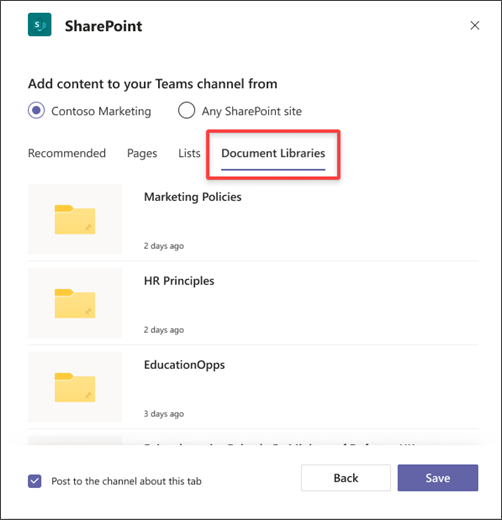 SharePoint
Add content to your Teams channel from
Contoso Marketing Any SharePoint site
Recommended Pages Lists Document Libraries
Marketing Policies
2 days ago
HR Principles
2 days ago
EducationOpps
3 days ago
Post to the channel about this tab Back Save